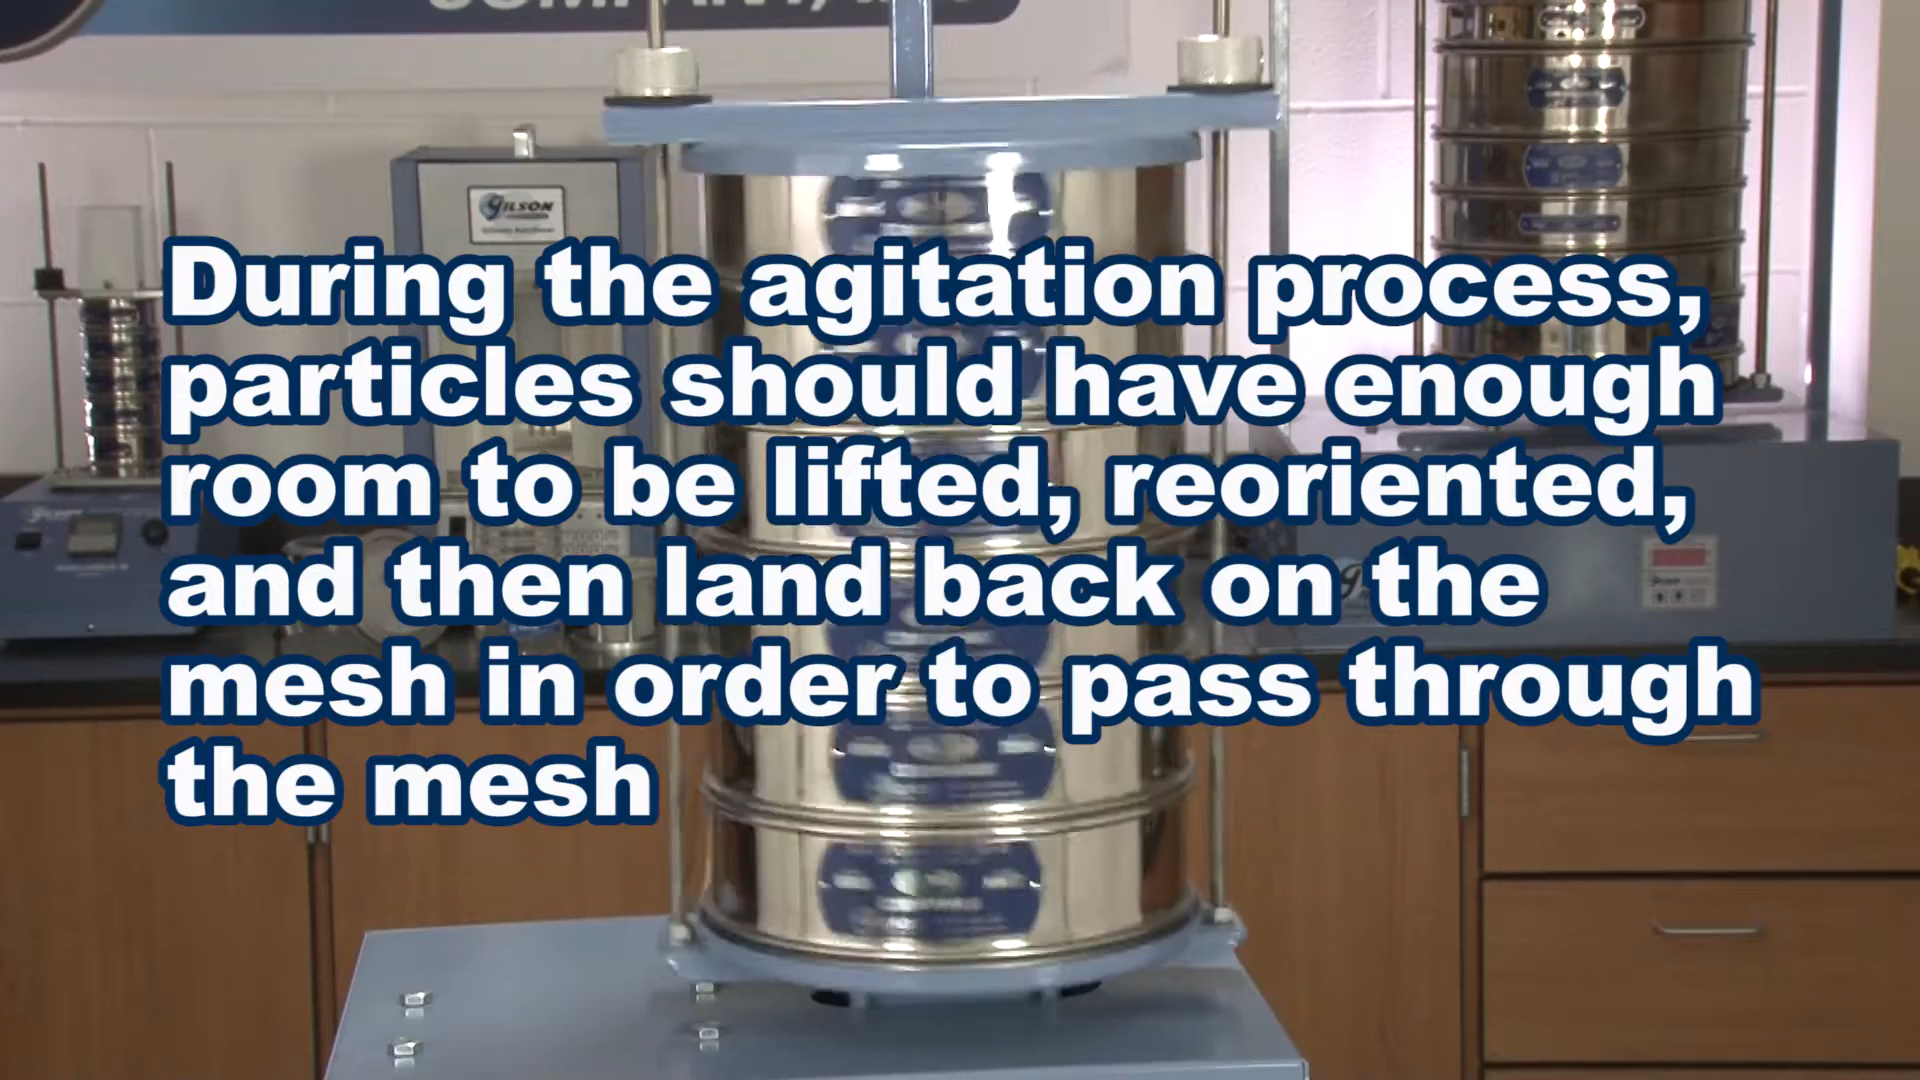 COMPANY,
GILSON
During the agitation process,
particles should have enough
room to be lifted, reoriented,
and then land back on the
mesh in order to pass through
the mesh